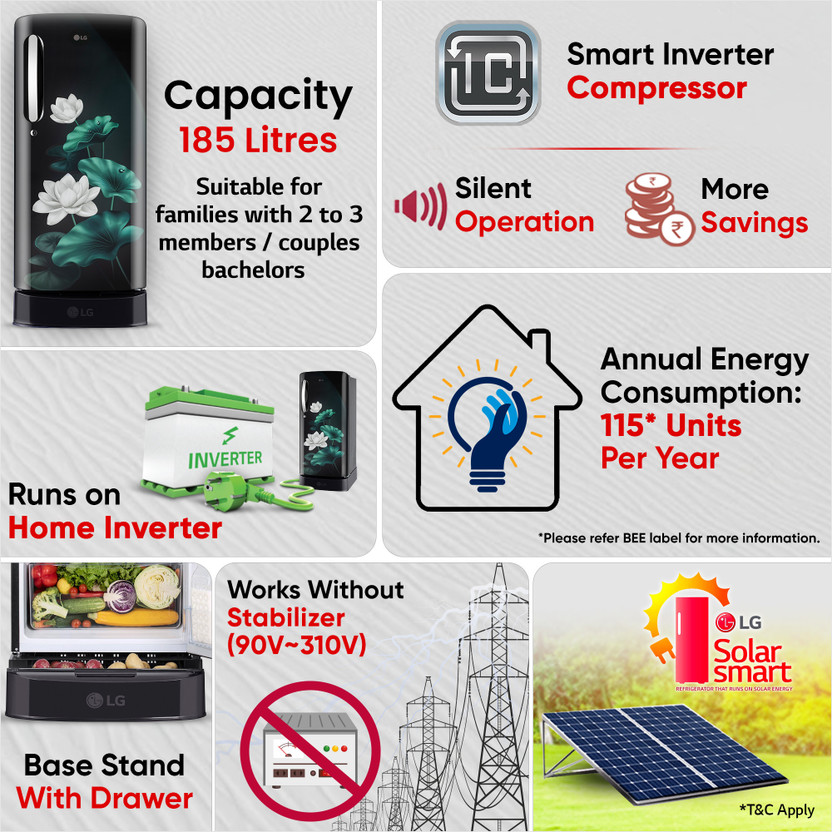 LG
Capacity
185 Litres
Suitable for
families with 2 to 3
members / couples
bachelors
LG
Smart Inverter
Compressor
Silent
Operation
More
Savings
₹
₹
INVERTER
Runs on
Home Inverter
Annual Energy
Consumption:
115* Units
Per Year
*Please refer BEE label for more information.
LG
Base Stand
With Drawer
Works Without
Stabilizer
(90V~310V)
LG
Solar
smart
REFRIGERATOR THAT RUNS ON SOLAR ENERGY
*T&C Apply